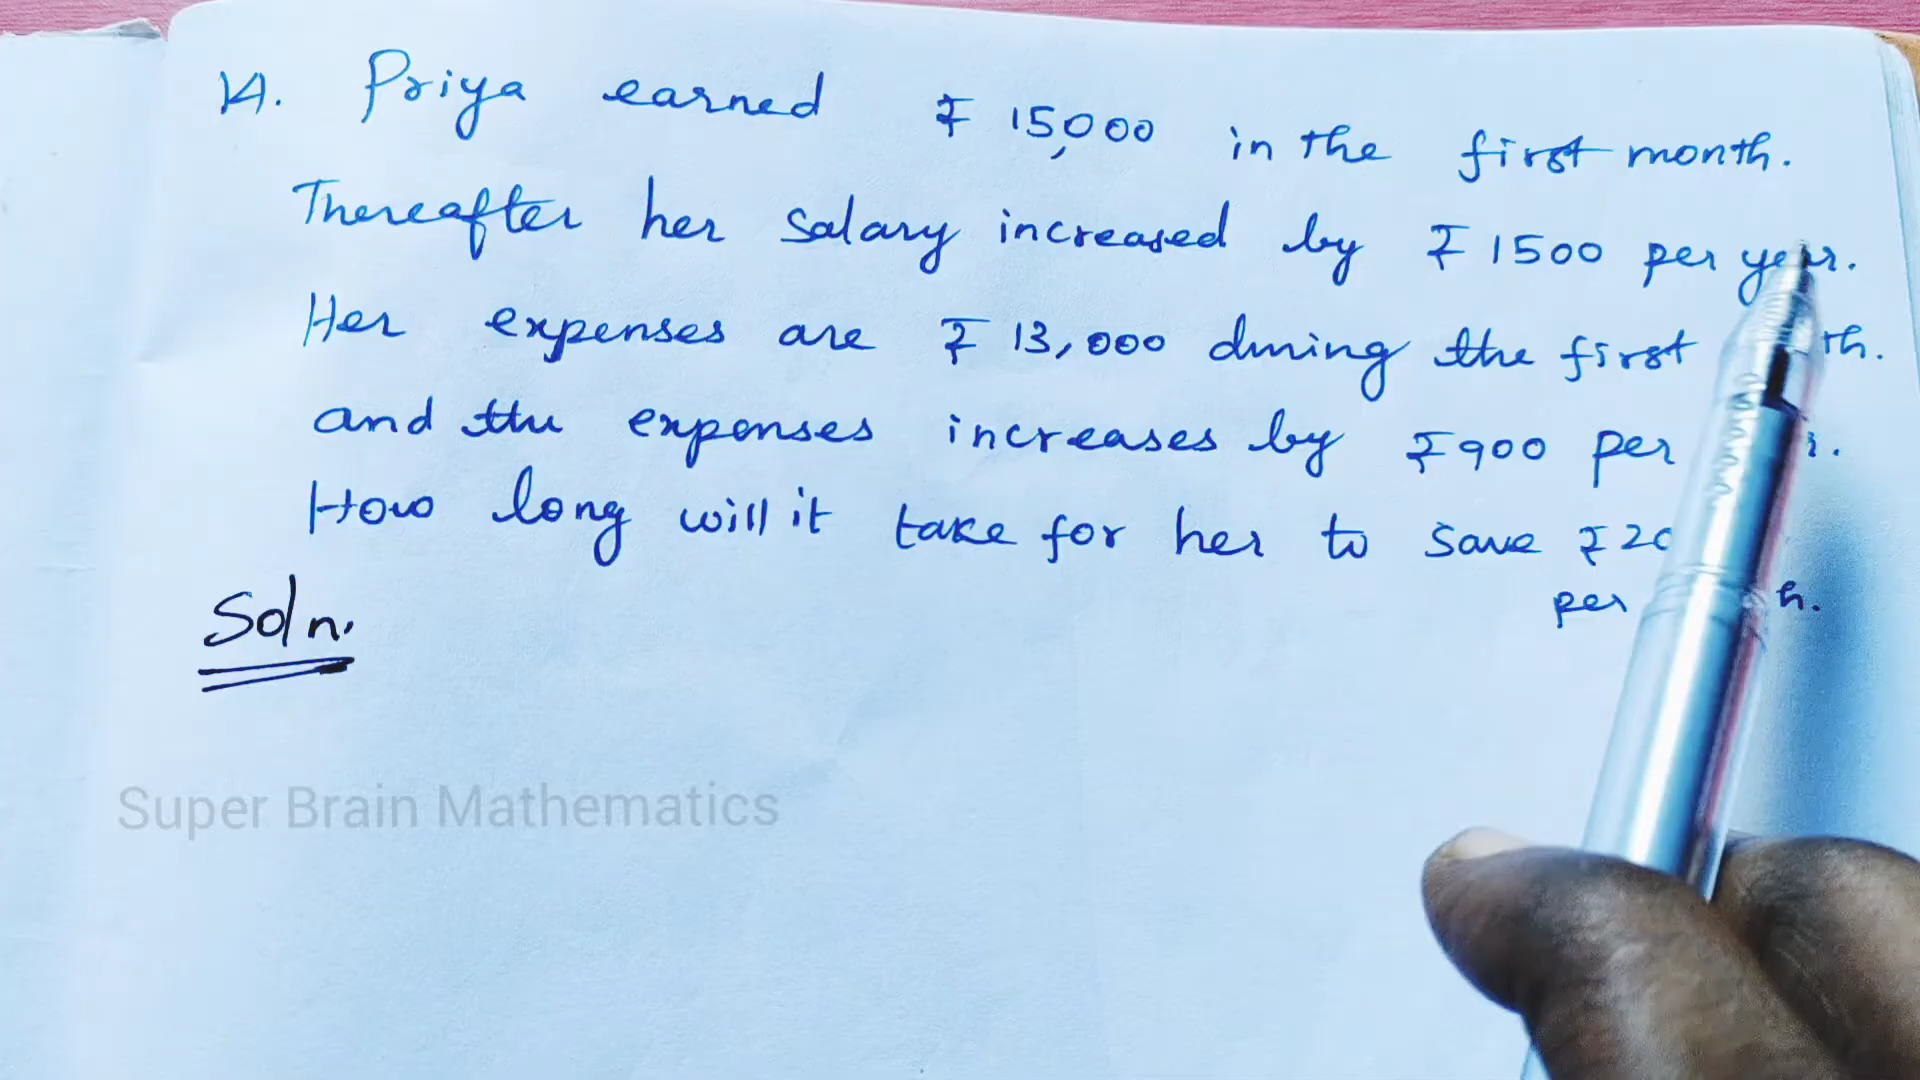 14. Priya earned ₹ 15,000 in the first month.
Thereafter her salary increased by ₹ 1500 per year.
Her expenses are ₹ 13,000 during the first th.
and the expenses increases by ₹900 per
How long will it take for her to save ₹20
per h.
Soln.
Super Brain Mathematics